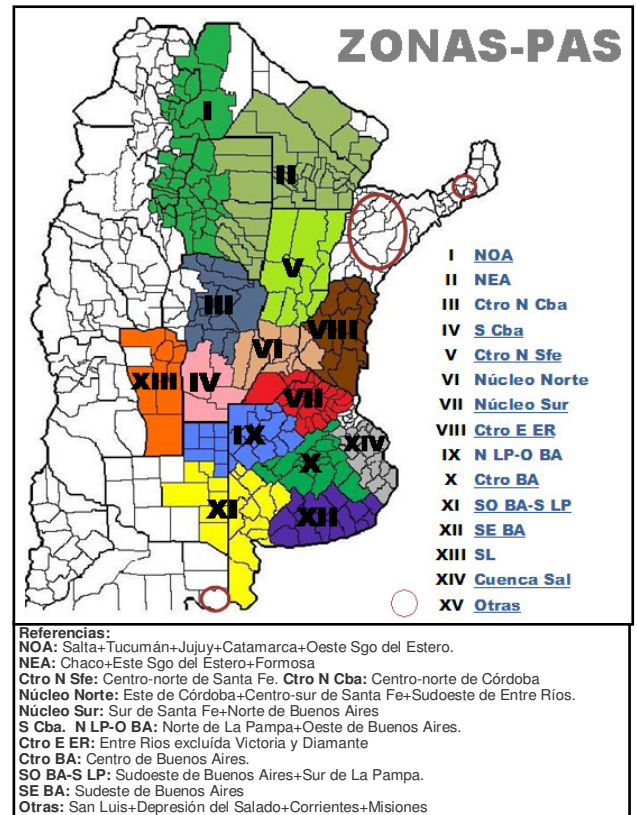 ZONAS-PAS
I
II
V
III
VIII
VI
XIII
IV
VII
IX
XIV
X
XI
XII
I NOA
II NEA
III Ctro N Cba
IV S Cba
V Ctro N Sfe
VI Núcleo Norte
VII Núcleo Sur
VIII Ctro E ER
IX N LP-O BA
X Ctro BA
XI SO BA-S LP
XII SE BA
XIII SL
XIV Cuenca Sal
XV Otras
Referencias:
NOA: Salta+Tucumán+Jujuy+Catamarca+Oeste Sgo del Estero.
NEA: Chaco+Este Sgo del Estero+Formosa
Ctro N Sfe: Centro-norte de Santa Fe. Ctro N Cba: Centro-norte de Córdoba
Núcleo Norte: Este de Córdoba+Centro-sur de Santa Fe+Sudoeste de Entre Ríos.
Núcleo Sur: Sur de Santa Fe+Norte de Buenos Aires
S Cba. N LP-O BA: Norte de La Pampa+Oeste de Buenos Aires.
Ctro E ER: Entre Rios excluída Victoria y Diamante
Ctro BA: Centro de Buenos Aires.
SO BA-S LP: Sudoeste de Buenos Aires+Sur de La Pampa.
SE BA: Sudeste de Buenos Aires
Otras: San Luis+Depresión del Salado+Corrientes+Misiones